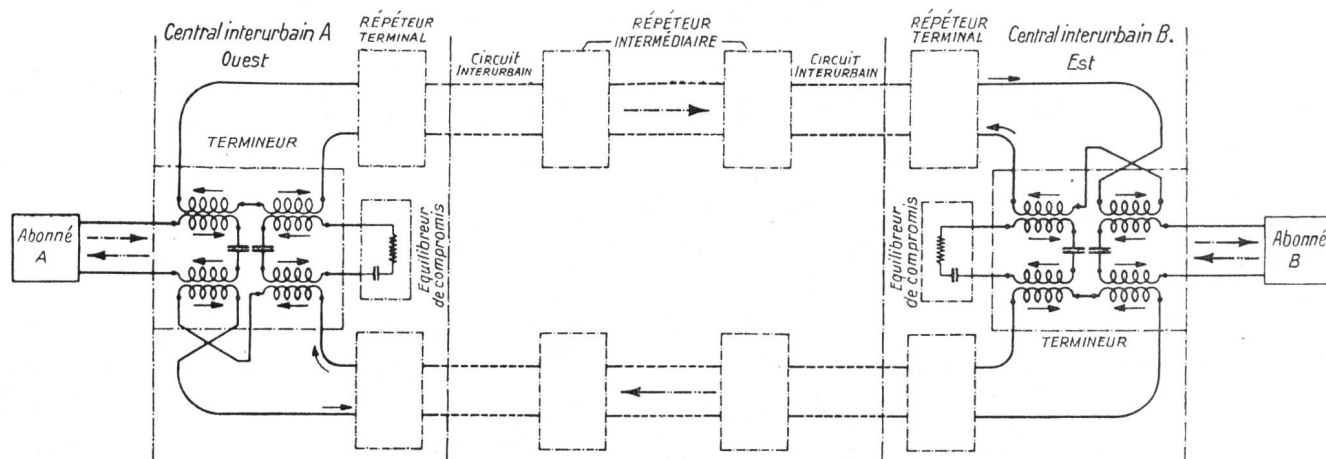 Central interurbain A
Ouest
RÉPÉTEUR
TERMINAL
CIRCUIT
INTERURBAIN
RÉPÉTEUR
INTERMÉDIAIRE
CIRCUIT
INTERURBAIN
RÉPÉTEUR
TERMINAL
Central interurbain B.
Est
TERMINEUR
Abonné
A
Equilibreur
de compromis
Equilibreur
de compromis
Abonné
B
TERMINEUR